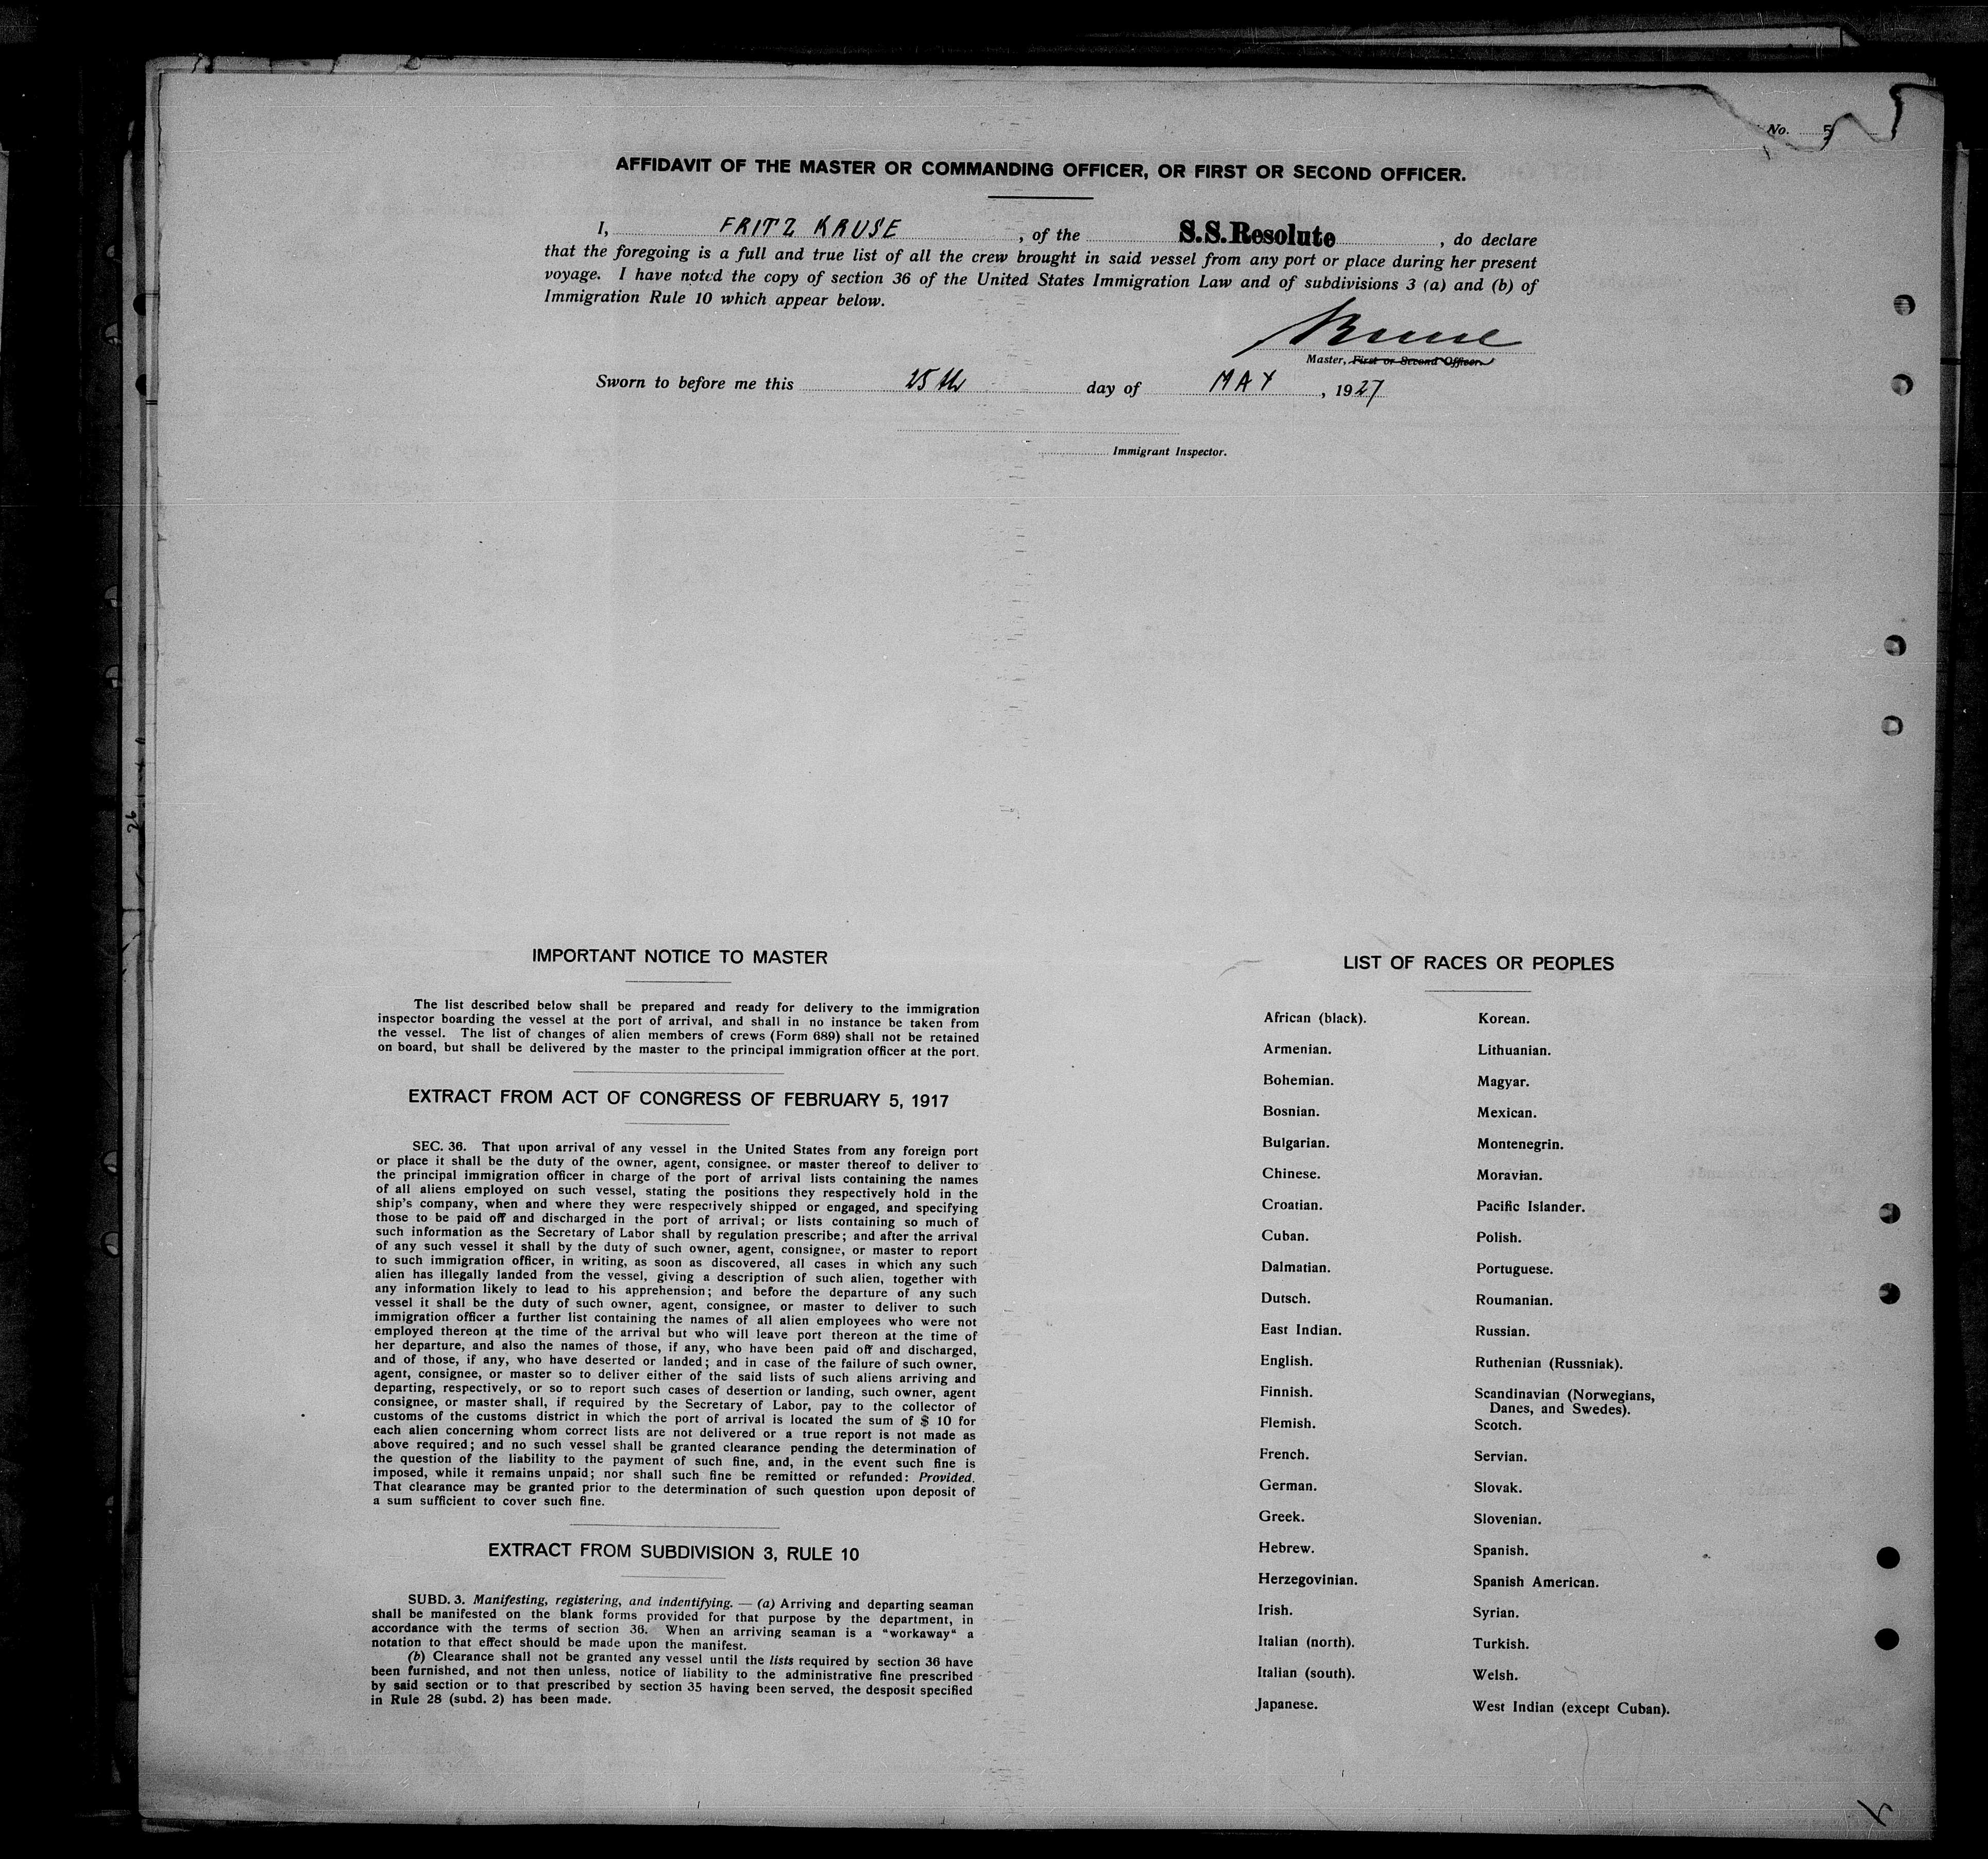 No. 5
AFFIDAVIT OF THE MASTER OR COMMANDING OFFICER, OR FIRST OR SECOND OFFICER.
I, FRITZ KRUSE , of the S.S. Resolute , do declare
that the foregoing is a full and true list of all the crew brought in said vessel from any port or place during her present
voyage. I have noted the copy of section 36 of the United States Immigration Law and of subdivisions 3 (a) and (b) of
Immigration Rule 10 which appear below.
Kruse
Master, First or Second Officer.
Sworn to before me this 25th day of MAY , 1927
Immigrant Inspector.
26
IMPORTANT NOTICE TO MASTER
The list described below shall be prepared and ready for delivery to the immigration
inspector boarding the vessel at the port of arrival, and shall in no instance be taken from
the vessel. The list of changes of alien members of crews (Form 689) shall not be retained
on board, but shall be delivered by the master to the principal immigration officer at the port.
EXTRACT FROM ACT OF CONGRESS OF FEBRUARY 5, 1917
SEC. 36. That upon arrival of any vessel in the United States from any foreign port
or place it shall be the duty of the owner, agent, consignee. or master thereof to deliver to
the principal immigration officer in charge of the port of arrival lists containing the names
of all aliens employed on such vessel, stating the positions they respectively hold in the
ship's company, when and where they were respectively shipped or engaged, and specifying
those to be paid off and discharged in the port of arrival; or lists containing so much of
such information as the Secretary of Labor shall by regulation prescribe; and after the arrival
of any such vessel it shall by the duty of such owner, agent, consignee, or master to report
to such immigration officer, in writing, as soon as discovered, all cases in which any such
alien has illegally landed from the vessel, giving a description of such alien, together with
any information likely to lead to his apprehension; and before the departure of any such
vessel it shall be the duty of such owner, agent, consignee, or master to deliver to such
immigration officer a further list containing the names of all alien employees who were not
employed thereon at the time of the arrival but who will leave port thereon at the time of
her departure, and also the names of those, if any, who have been paid off and discharged,
and of those, if any, who have deserted or landed; and in case of the failure of such owner,
agent, consignee, or master so to deliver either of the said lists of such aliens arriving and
departing, respectively, or so to report such cases of desertion or landing, such owner, agent
consignee, or master shall, if required by the Secretary of Labor, pay to the collector of
customs of the customs district in which the port of arrival is located the sum of $ 10 for
each alien concerning whom correct lists are not delivered or a true report is not made as
above required; and no such vessel shall be granted clearance pending the determination of
the question of the liability to the payment of such fine, and, in the event such fine is
imposed, while it remains unpaid; nor shall such fine be remitted or refunded: Provided.
That clearance may be granted prior to the determination of such question upon deposit of
a sum sufficient to cover such fine.
EXTRACT FROM SUBDIVISION 3, RULE 10
SUBD. 3. Manifesting, registering, and indentifying. — (a) Arriving and departing seaman
shall be manifested on the blank forms provided for that purpose by the department, in
accordance with the terms of section 36. When an arriving seaman is a "workaway" a
notation to that effect should be made upon the manifest.
(b) Clearance shall not be granted any vessel until the lists required by section 36 have
been furnished, and not then unless, notice of liability to the administrative fine prescribed
by said section or to that prescribed by section 35 having been served, the desposit specified
in Rule 28 (subd. 2) has been made.
LIST OF RACES OR PEOPLES
African (black).
Armenian.
Bohemian.
Bosnian.
Bulgarian.
Chinese.
Croatian.
Cuban.
Dalmatian.
Dutsch.
East Indian.
English.
Finnish.
Flemish.
French.
German.
Greek.
Hebrew.
Herzegovinian.
Irish.
Italian (north).
Italian (south).
Japanese.
Korean.
Lithuanian.
Magyar.
Mexican.
Montenegrin.
Moravian.
Pacific Islander.
Polish.
Portuguese.
Roumanian.
Russian.
Ruthenian (Russniak).
Scandinavian (Norwegians,
Danes, and Swedes).
Scotch.
Servian.
Slovak.
Slovenian.
Spanish.
Spanish American.
Syrian.
Turkish.
Welsh.
West Indian (except Cuban).